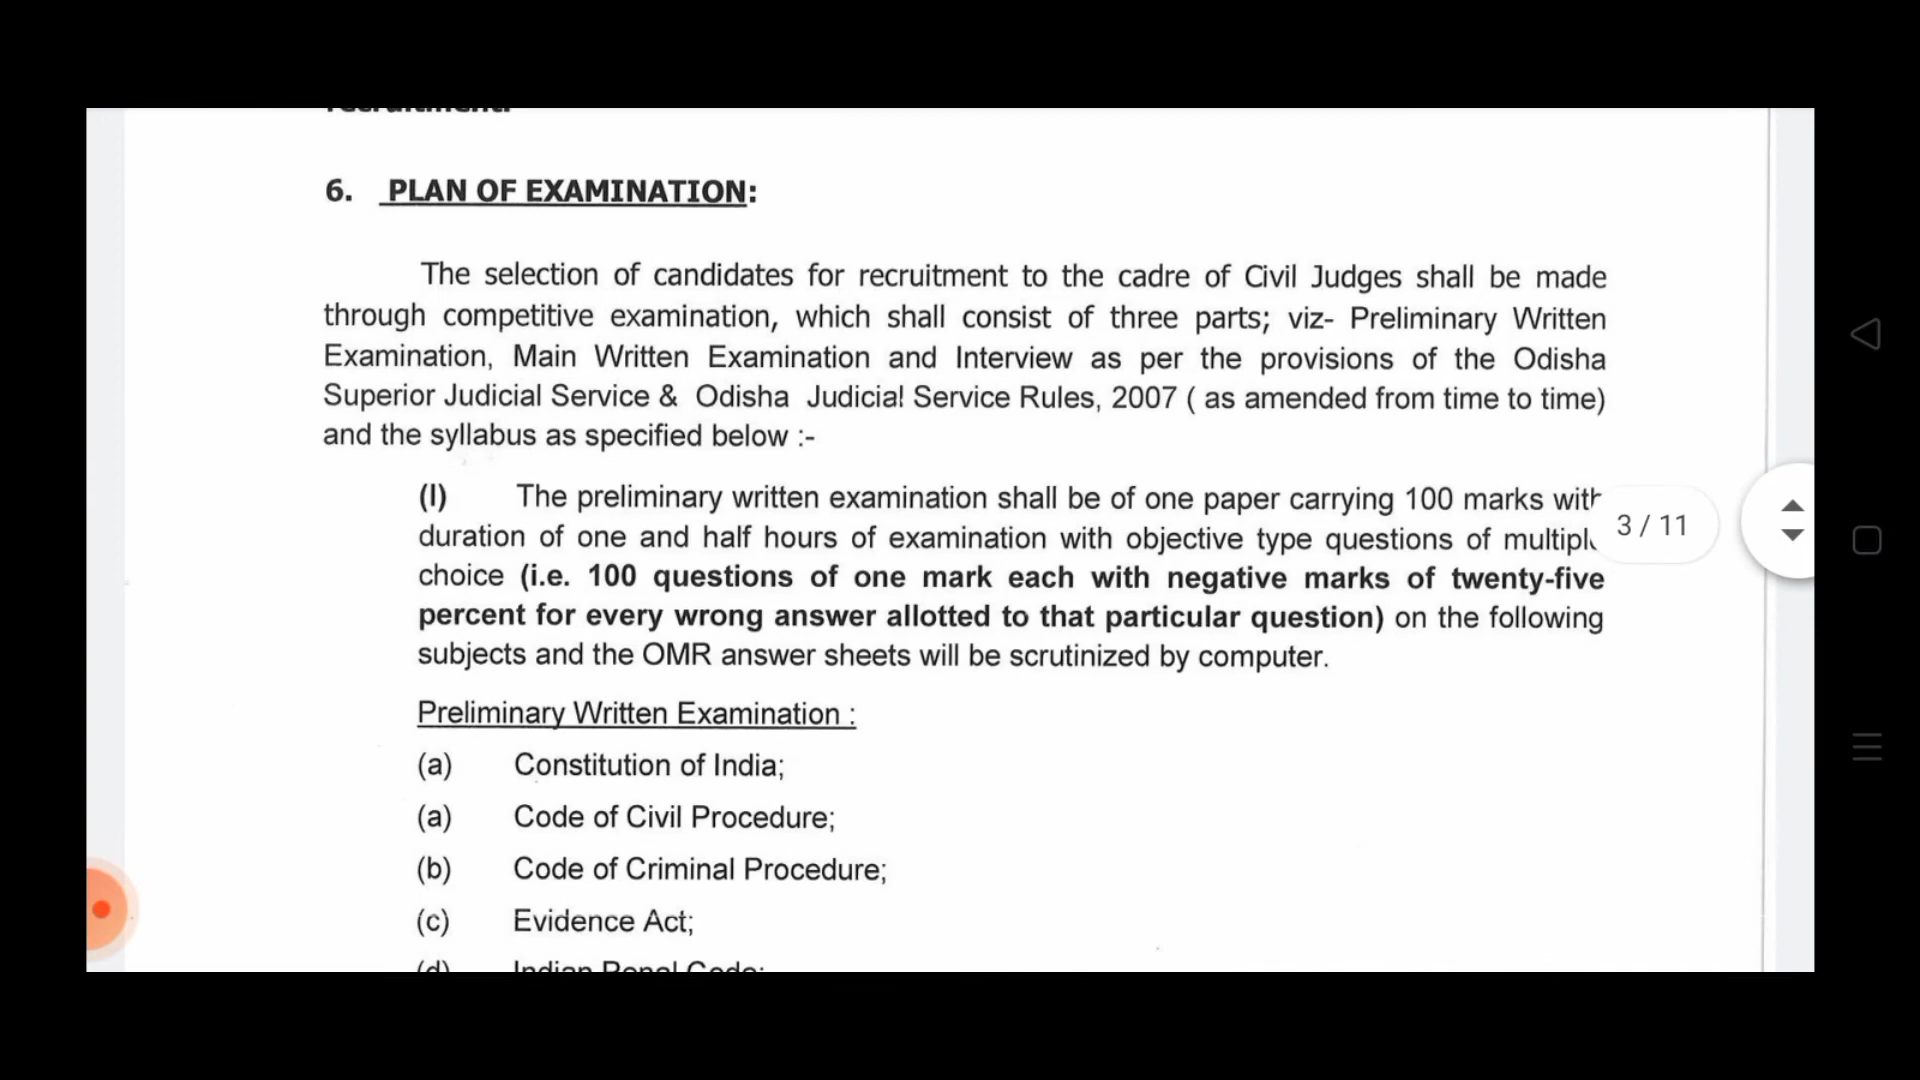 recruitment.
6. PLAN OF EXAMINATION:
The selection of candidates for recruitment to the cadre of Civil Judges shall be made
through competitive examination, which shall consist of three parts; viz- Preliminary Written
Examination, Main Written Examination and Interview as per the provisions of the Odisha
Superior Judicial Service & Odisha Judicial Service Rules, 2007 ( as amended from time to time)
and the syllabus as specified below :-
(I) The preliminary written examination shall be of one paper carrying 100 marks with
duration of one and half hours of examination with objective type questions of multiple
choice (i.e. 100 questions of one mark each with negative marks of twenty-five
percent for every wrong answer allotted to that particular question) on the following
subjects and the OMR answer sheets will be scrutinized by computer.
3 / 11
Preliminary Written Examination :
(a) Constitution of India;
(a) Code of Civil Procedure;
(b) Code of Criminal Procedure;
(c) Evidence Act;
(d) Indian Penal Code;